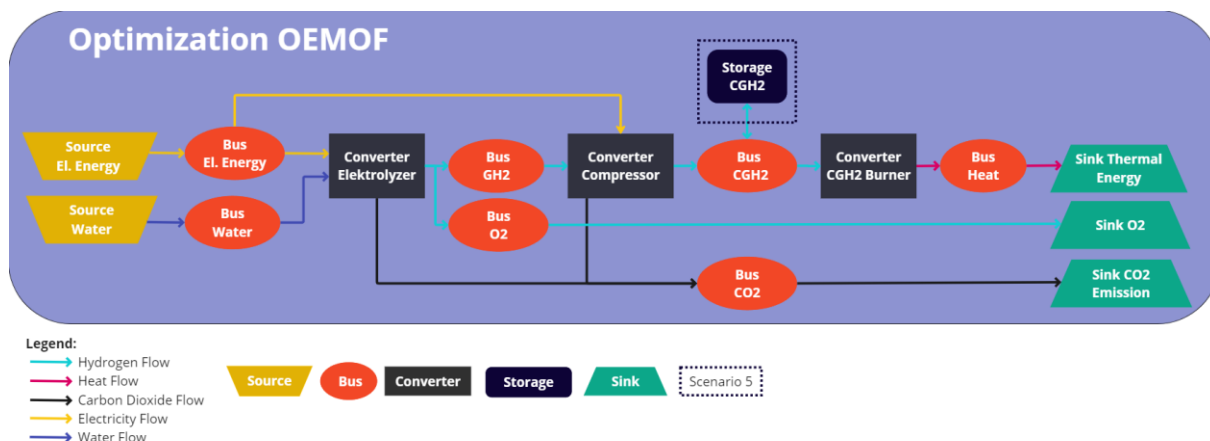 Optimization OEMOF
Storage
CGH2
Source
El. Energy
Bus
El. Energy
Converter
Elektrolyzer
Bus
GH2
Converter
Compressor
Bus
CGH2
Converter
CGH2 Burner
Bus
Heat
Sink Thermal
Energy
Source
Water
Bus
Water
Bus
O2
Sink O2
Bus
CO2
Sink CO2
Emission
Legend:
Hydrogen Flow
Heat Flow
Carbon Dioxide Flow
Electricity Flow
Water Flow
Source
Bus
Converter
Storage
Sink
Scenario 5